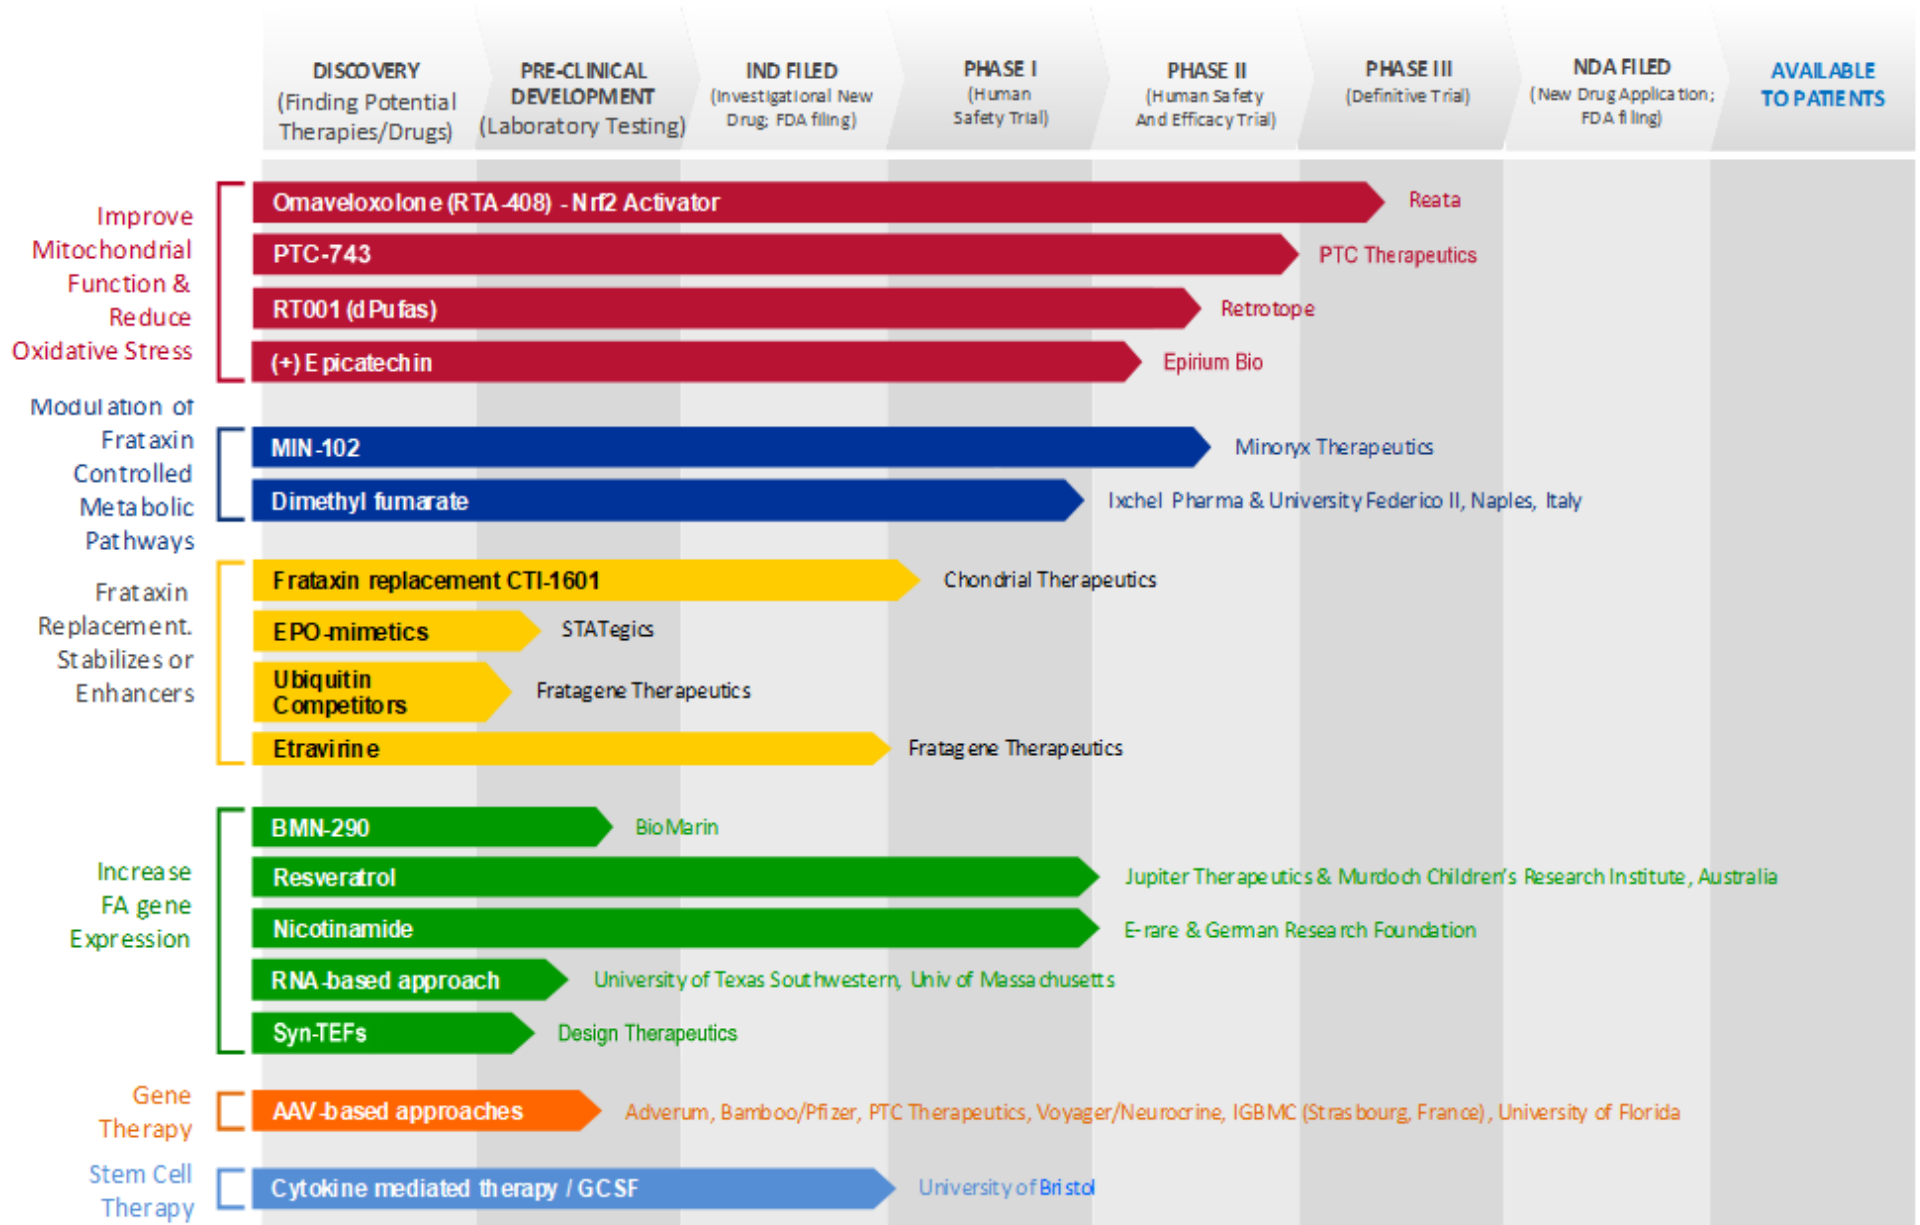 DISCOVERY
(Finding Potential
Therapies/Drugs)
PRE-CLINICAL
DEVELOPMENT
(Laboratory Testing)
IND FILED
(Investigational New
Drug; FDA filing)
PHASE I
(Human
Safety Trial)
PHASE II
(Human Safety
And Efficacy Trial)
PHASE III
(Definitive Trial)
NDA FILED
(New Drug Application;
FDA filing)
AVAILABLE
TO PATIENTS
Improve
Mitochondrial
Function &
Reduce
Oxidative Stress
Omaveloxolone (RTA-408) - Nrf2 Activator
Reata
PTC-743
PTC Therapeutics
RT001 (dPufas)
Retrotope
(+) Epicatechin
Epirium Bio
Modulation of
Frataxin
Controlled
Metabolic
Pathways
MIN-102
Minoryx Therapeutics
Dimethyl fumarate
Ixchel Pharma & University Federico II, Naples, Italy
Frataxin
Replacement.
Stabilizes or
Enhancers
Frataxin replacement CTI-1601
Chondrial Therapeutics
EPO-mimetics
STATegics
Ubiquitin
Competitors
Fratagene Therapeutics
Etravirine
Fratagene Therapeutics
Increase
FA gene
Expression
BMN-290
BioMarin
Resveratrol
Jupiter Therapeutics & Murdoch Children's Research Institute, Australia
Nicotinamide
E-rare & German Research Foundation
RNA-based approach
University of Texas Southwestern, Univ of Massachusetts
Syn-TEFs
Design Therapeutics
Gene
Therapy
AAV-based approaches
Adverum, Bamboo/Pfizer, PTC Therapeutics, Voyager/Neurocrine, IGBMC (Strasbourg, France), University of Florida
Stem Cell
Therapy
Cytokine mediated therapy / GCSF
University of Bristol